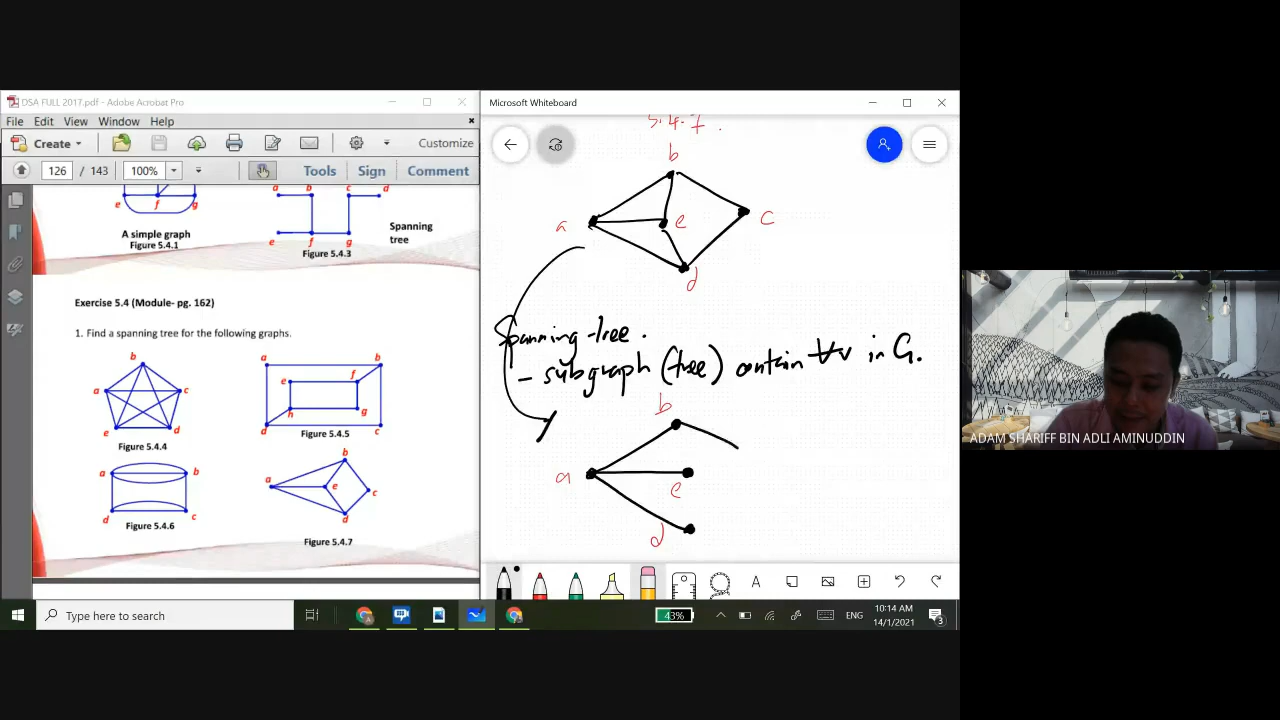 DSA FULL 2017.pdf - Adobe Acrobat Pro
File Edit View Window Help
Create
Customize
126 / 143 100%
Tools Sign Comment
a b c d
e f g
e f g
A simple graph
Figure 5.4.1
Figure 5.4.3
Spanning
tree
Exercise 5.4 (Module- pg. 162)
1. Find a spanning tree for the following graphs.
b
a c
e d
Figure 5.4.4
a b
e f
h g
d c
Figure 5.4.5
a b
d c
Figure 5.4.6
b
a e c
d
Figure 5.4.7
Microsoft Whiteboard
5.4.7.
b
a e c
d
Spanning-tree.
- subgraph (tree) contain ∀v in G.
b
a e
d
ADAM SHARIFF BIN ADLI AMINUDDIN
Type here to search
43%
ENG
10:14 AM
14/1/2021
3